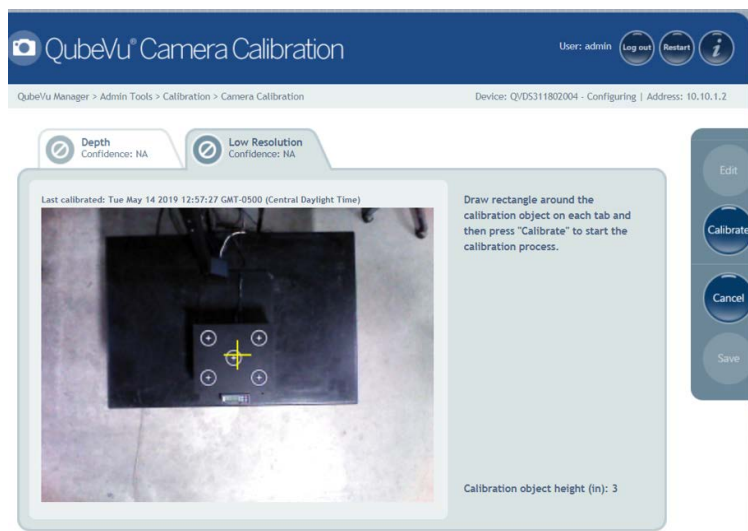 QubeVu® Camera Calibration
User: admin
Log out
Restart
i
QubeVu Manager > Admin Tools > Calibration > Camera Calibration
Device: QVDS311802004 - Configuring | Address: 10.10.1.2
Depth
Confidence: NA
Low Resolution
Confidence: NA
Edit
Last calibrated: Tue May 14 2019 12:57:27 GMT-0500 (Central Daylight Time)
Draw rectangle around the
calibration object on each tab and
then press "Calibrate" to start the
calibration process.
Calibrate
Cancel
Save
Calibration object height (in): 3